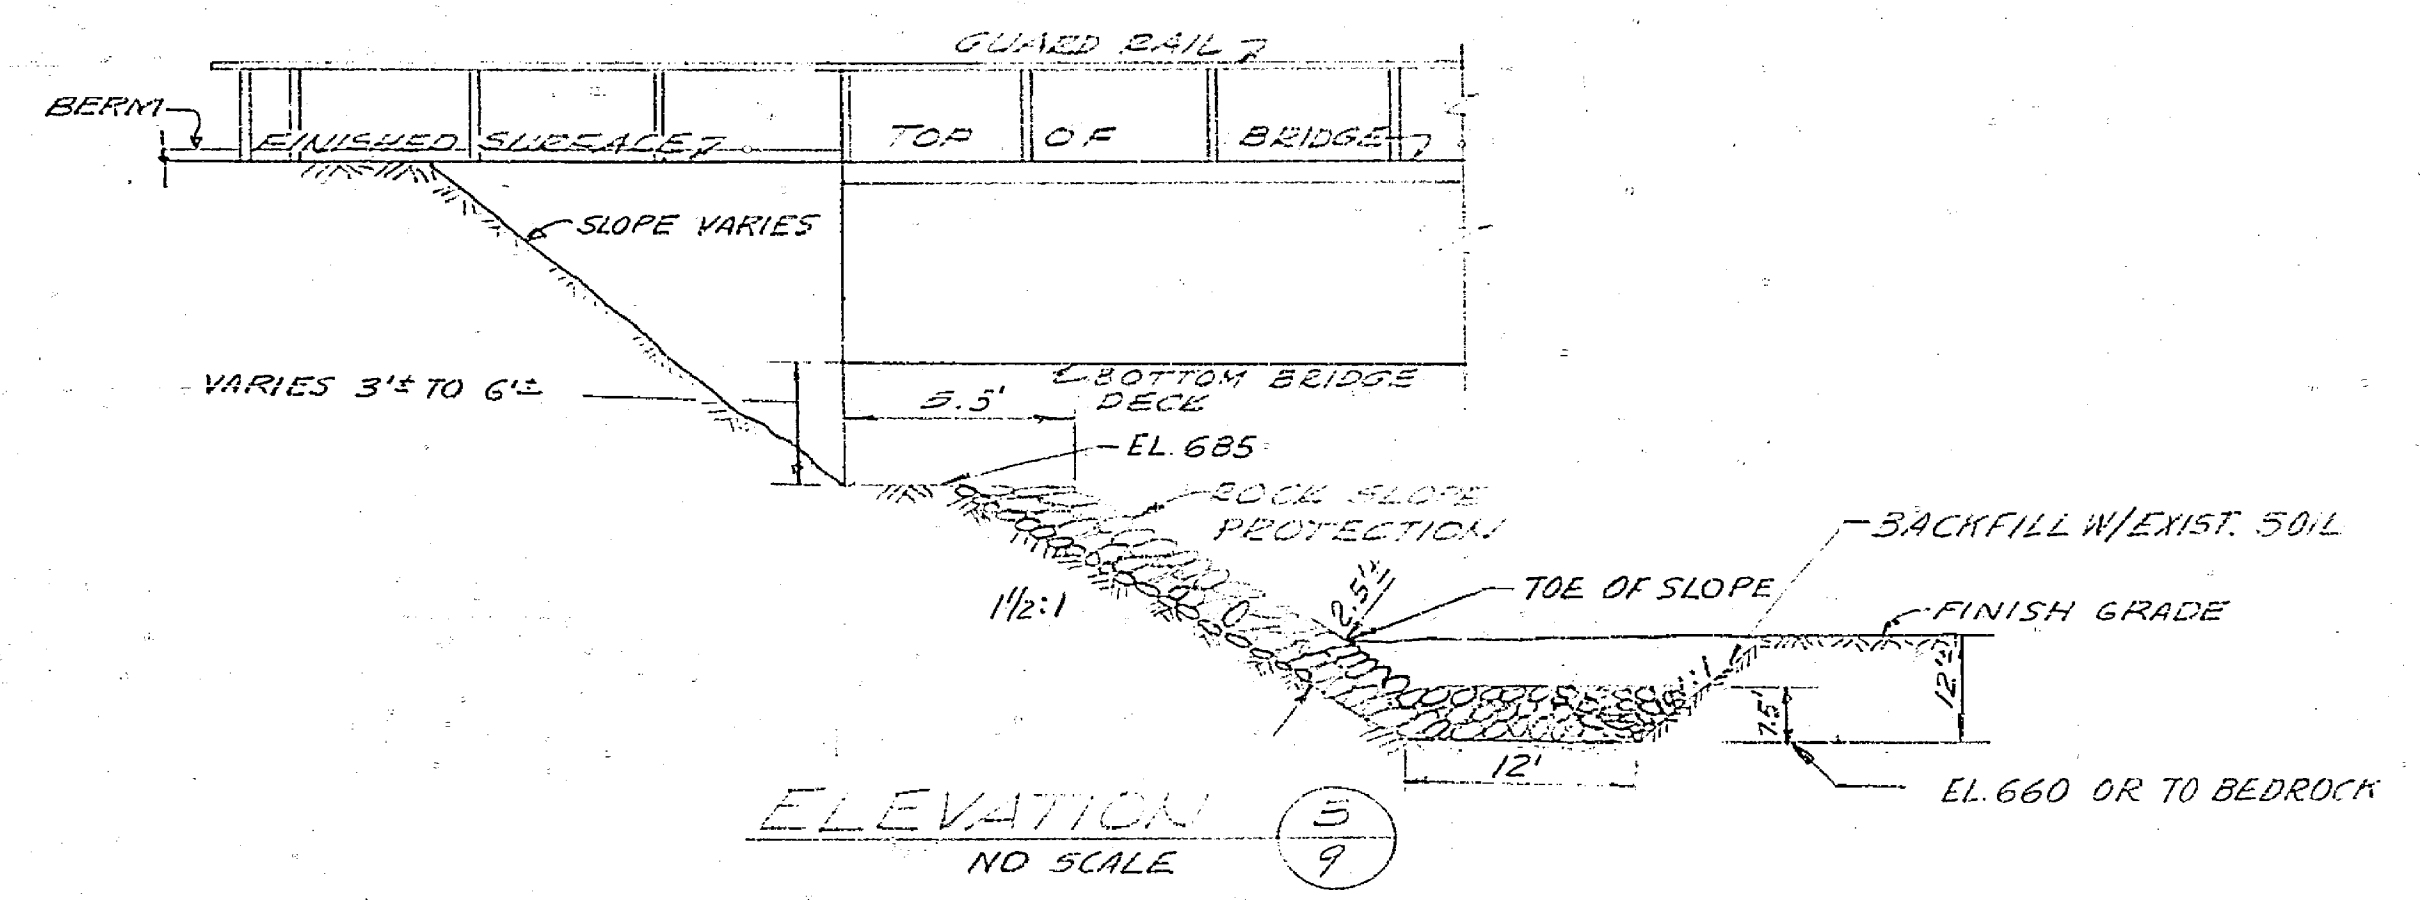 GUARD RAIL
BERM
FINISHED SURFACE
TOP OF BRIDGE
SLOPE VARIES
VARIES 3'± TO 6'±
BOTTOM BRIDGE
DECK
5.5'
EL. 685
ROCK SLOPE
PROTECTION
BACKFILL W/EXIST. SOIL
2.5'
TOE OF SLOPE
1 1/2:1
FINISH GRADE
1:1
12'±
7.5'
12'
EL. 660 OR TO BEDROCK
ELEVATION
NO SCALE
5
9